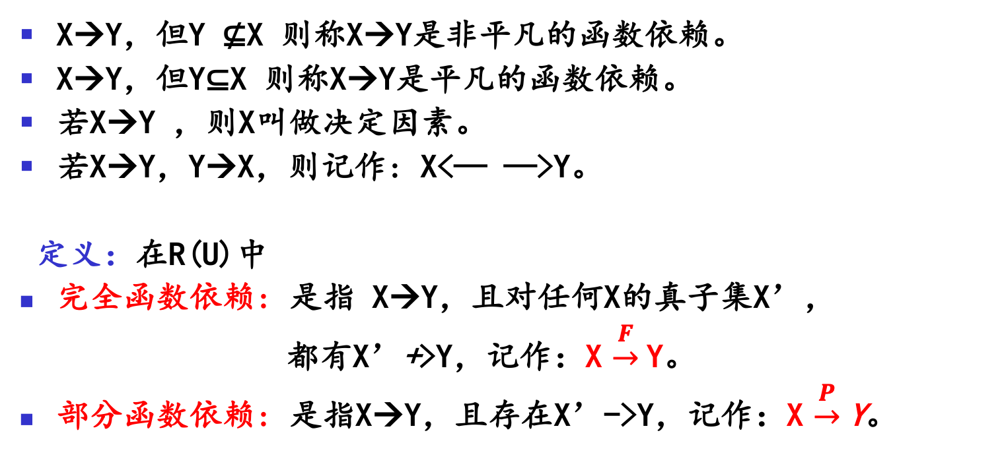 ▪ X→Y，但Y ⊈X 则称X→Y是非平凡的函数依赖。
▪ X→Y，但Y⊆X 则称X→Y是平凡的函数依赖。
▪ 若X→Y ，则X叫做决定因素。
▪ 若X→Y，Y→X，则记作：X<—— ——>Y。
定义：在R(U)中
▪ 完全函数依赖：是指 X→Y，且对任何X的真子集X’，
都有X’ +>Y，记作：X \overset{F}{→} Y。
▪ 部分函数依赖：是指X→Y，且存在X’->Y，记作：X \overset{P}{→} Y。